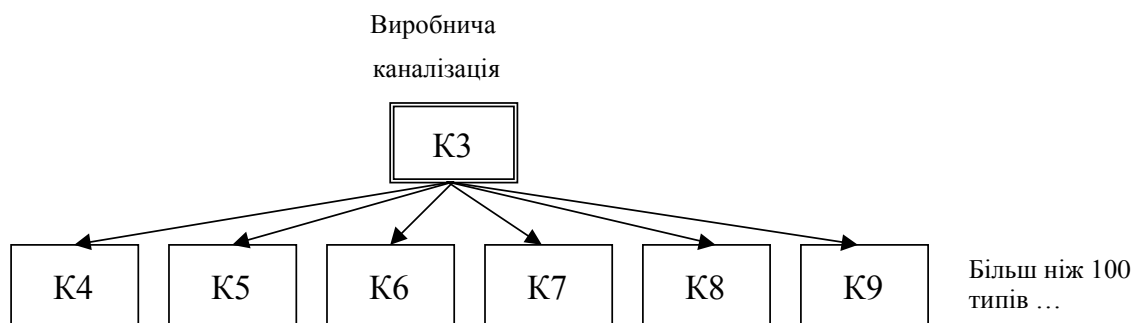 Виробнича
каналізація
К3
К4 К5 К6 К7 К8 К9
Більш ніж 100
типів ...